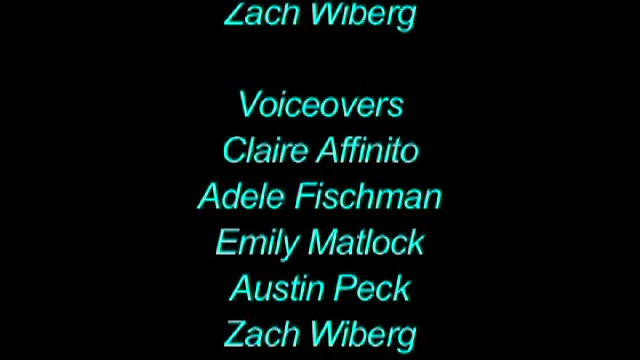 Zach Wiberg
Voiceovers
Claire Affinito
Adele Fischman
Emily Matlock
Austin Peck
Zach Wiberg